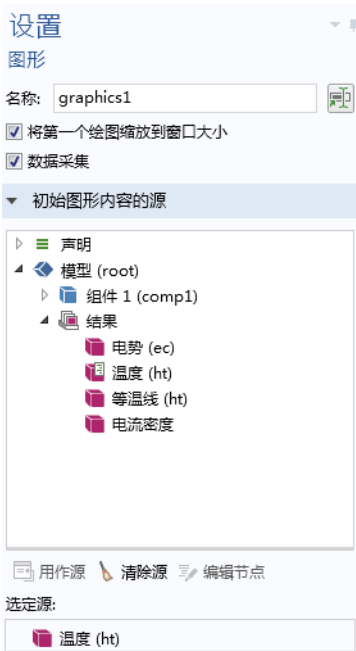 设置
图形
名称: graphics1
将第一个绘图缩放到窗口大小
数据采集
初始图形内容的源
声明
模型 (root)
组件 1 (comp1)
结果
电势 (ec)
温度 (ht)
等温线 (ht)
电流密度
用作源 清除源 编辑节点
选定源:
温度 (ht)